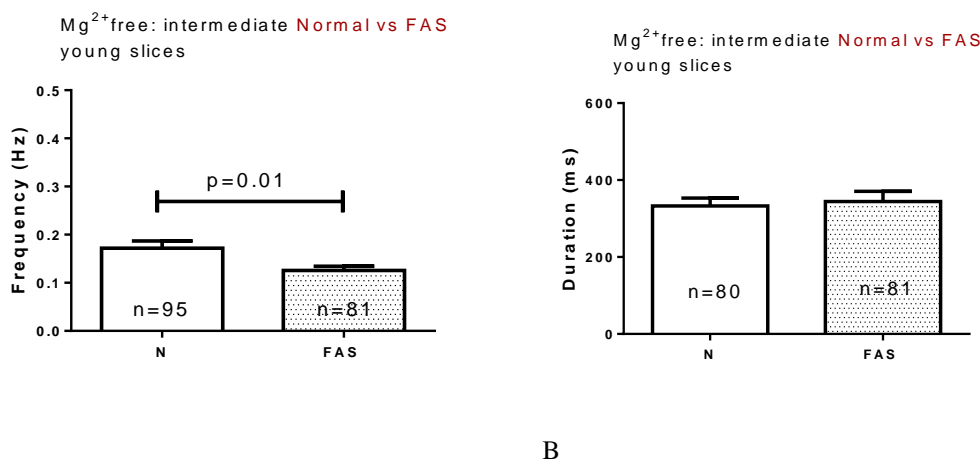 Mg2+free: intermediate Normal vs FAS
young slices
0.5
0.4
0.3
0.2
0.1
0.0
Frequency (Hz)
p=0.01
n=95
n=81
N
FAS
Mg2+free: intermediate Normal vs FAS
young slices
600
400
200
0
Duration (ms)
n=80
n=81
N
FAS
B